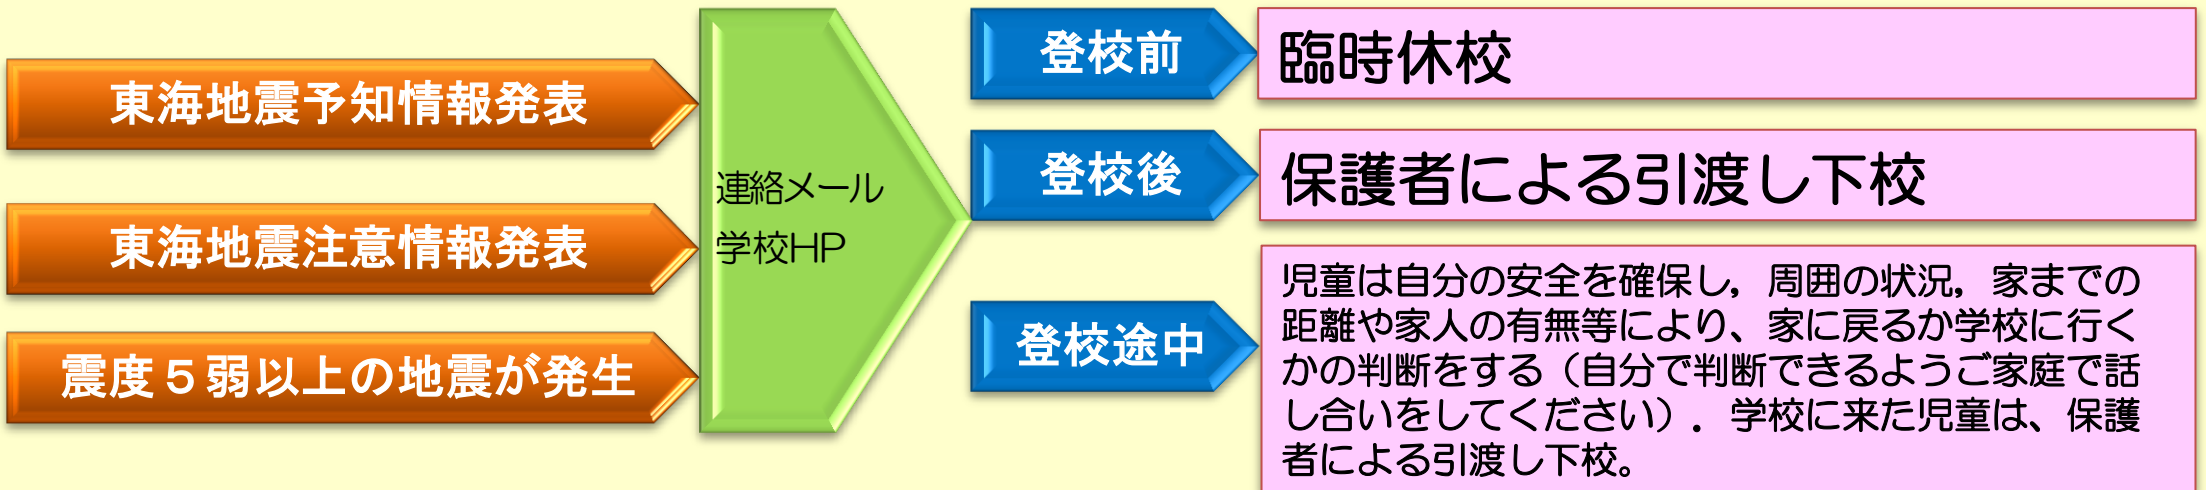 東海地震予知情報発表
東海地震注意情報発表
震度５弱以上の地震が発生
連絡メール
学校HP
登校前
臨時休校
登校後
保護者による引渡し下校
登校途中
児童は自分の安全を確保し，周囲の状況，家までの
距離や家人の有無等により、家に戻るか学校に行く
かの判断をする（自分で判断できるようご家庭で話
し合いをしてください）．学校に来た児童は、保護
者による引渡し下校。